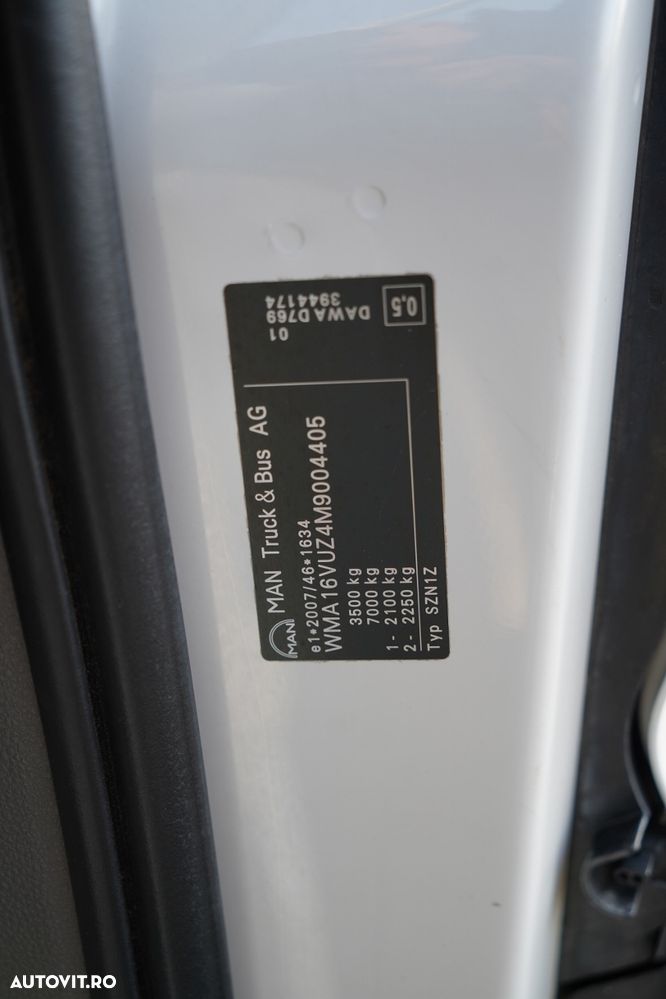 MAN
MAN Truck & Bus AG
e1*2007/46*1634
WMA16VUZ4M9004405
3500 kg
7000 kg
1- 2100 kg
2- 2250 kg
Typ SZN1Z
01
DAWA D769
3944174
0,5
AUTOVIT.RO